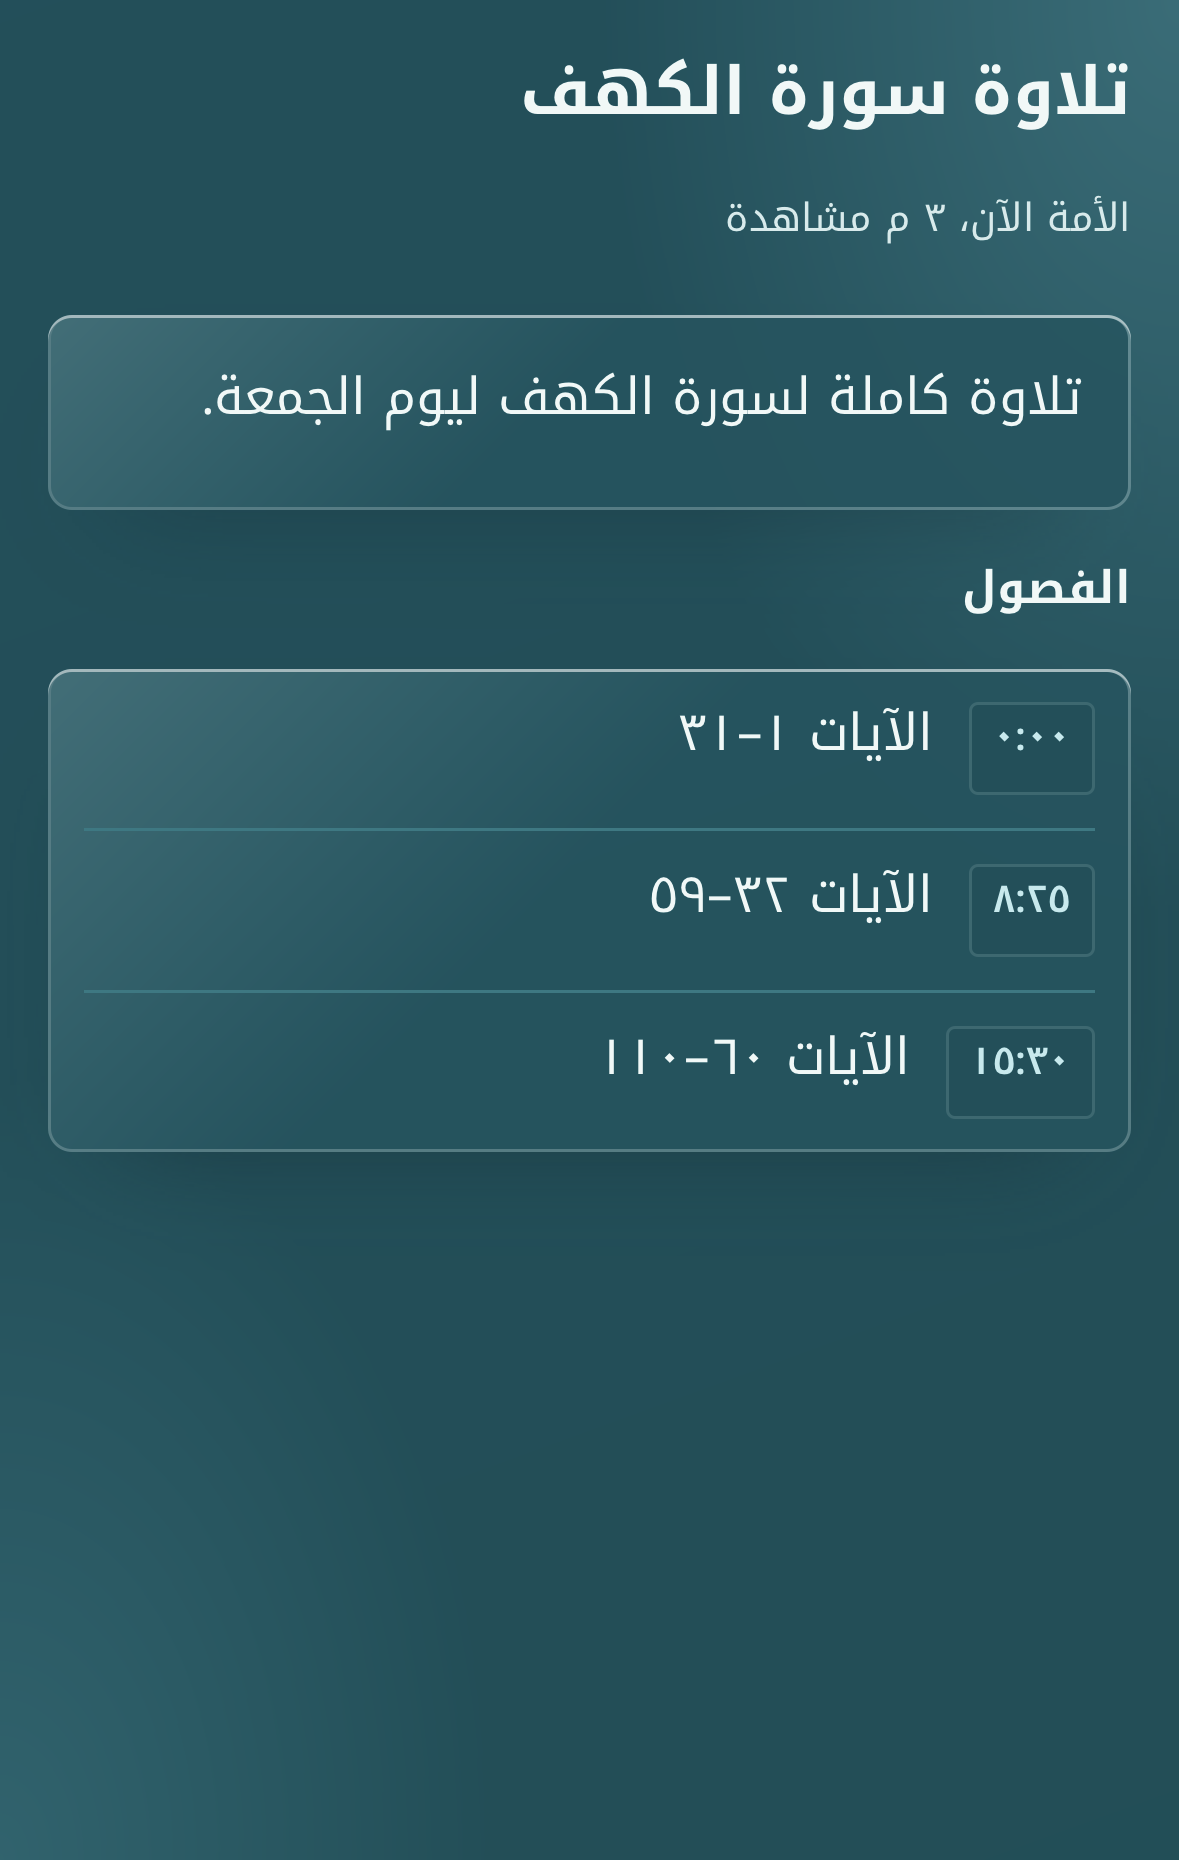 تلاوة سورة الكهف
الأمة الآن، ٣ م مشاهدة
تلاوة كاملة لسورة الكهف ليوم الجمعة.
الفصول
٠:٠٠ الآيات ١–٣١
٨:٢٥ الآيات ٣٢–٥٩
١٥:٣٠ الآيات ٦٠–١١٠